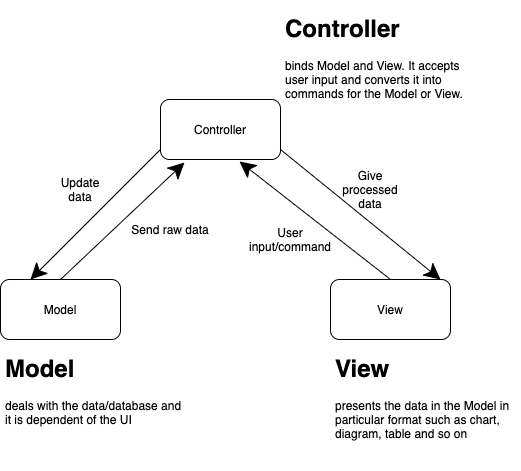 Controller
binds Model and View. It accepts
user input and converts it into
commands for the Model or View.
Controller
Update
data
Give
processed
data
Send raw data
User
input/command
Model
View
Model
deals with the data/database and
it is dependent of the UI
View
presents the data in the Model in
particular format such as chart,
diagram, table and so on